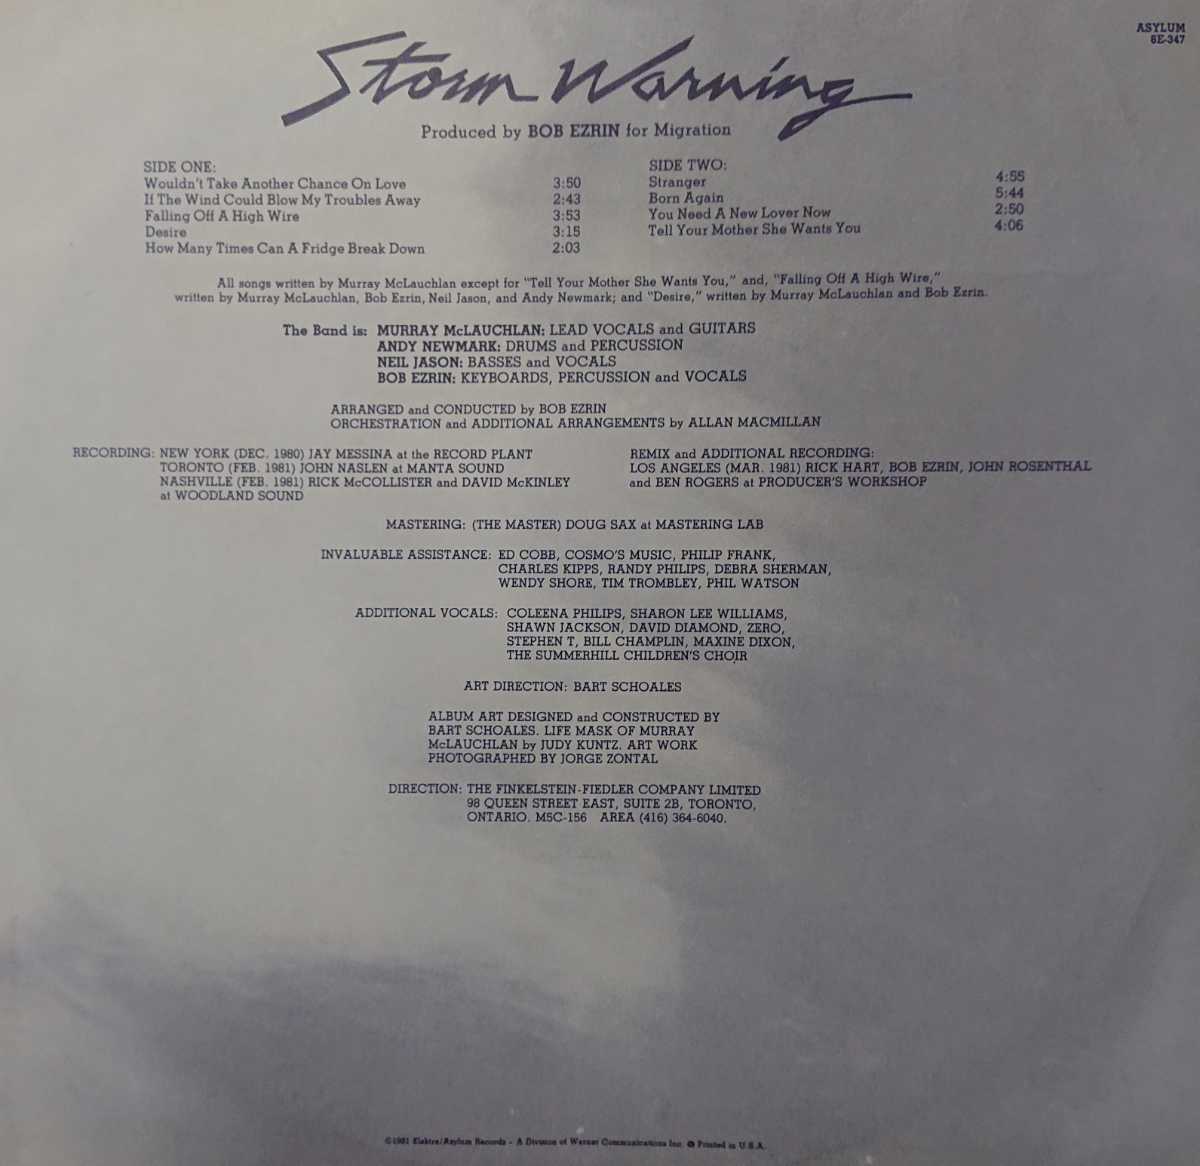 ASYLUM
6E-347
Storm Warning
Produced by BOB EZRIN for Migration
SIDE ONE:
Wouldn't Take Another Chance On Love 3:50
If The Wind Could Blow My Troubles Away 2:43
Falling Off A High Wire 3:53
Desire 3:15
How Many Times Can A Fridge Break Down 2:03
SIDE TWO:
Stranger 4:55
Born Again 5:44
You Need A New Lover Now 2:50
Tell Your Mother She Wants You 4:06
All songs written by Murray McLauchlan except for "Tell Your Mother She Wants You," and, "Falling Off A High Wire,"
written by Murray McLauchlan, Bob Ezrin, Neil Jason, and Andy Newmark; and "Desire," written by Murray McLauchlan and Bob Ezrin.
The Band is: MURRAY McLAUCHLAN: LEAD VOCALS and GUITARS
ANDY NEWMARK: DRUMS and PERCUSSION
NEIL JASON: BASSES and VOCALS
BOB EZRIN: KEYBOARDS, PERCUSSION and VOCALS
ARRANGED and CONDUCTED by BOB EZRIN
ORCHESTRATION and ADDITIONAL ARRANGEMENTS by ALLAN MACMILLAN
RECORDING: NEW YORK (DEC. 1980) JAY MESSINA at the RECORD PLANT
TORONTO (FEB. 1981) JOHN NASLEN at MANTA SOUND
NASHVILLE (FEB. 1981) RICK McCOLLISTER and DAVID McKINLEY
at WOODLAND SOUND
REMIX and ADDITIONAL RECORDING:
LOS ANGELES (MAR. 1981) RICK HART, BOB EZRIN, JOHN ROSENTHAL
and BEN ROGERS at PRODUCER'S WORKSHOP
MASTERING: (THE MASTER) DOUG SAX at MASTERING LAB
INVALUABLE ASSISTANCE: ED COBB, COSMO'S MUSIC, PHILIP FRANK,
CHARLES KIPPS, RANDY PHILIPS, DEBRA SHERMAN,
WENDY SHORE, TIM TROMBLEY, PHIL WATSON
ADDITIONAL VOCALS: COLEENA PHILIPS, SHARON LEE WILLIAMS,
SHAWN JACKSON, DAVID DIAMOND, ZERO,
STEPHEN T, BILL CHAMPLIN, MAXINE DIXON,
THE SUMMERHILL CHILDREN'S CHOIR
ART DIRECTION: BART SCHOALES
ALBUM ART DESIGNED and CONSTRUCTED BY
BART SCHOALES. LIFE MASK OF MURRAY
McLAUCHLAN by JUDY KUNTZ. ART WORK
PHOTOGRAPHED BY JORGE ZONTAL
DIRECTION: THE FINKELSTEIN-FIEDLER COMPANY LIMITED
98 QUEEN STREET EAST, SUITE 2B, TORONTO,
ONTARIO. M5C-156 AREA (416) 364-6040.
©1981 Elektra/Asylum Records – A Division of Warner Communications Inc. ℗ Printed in U.S.A.